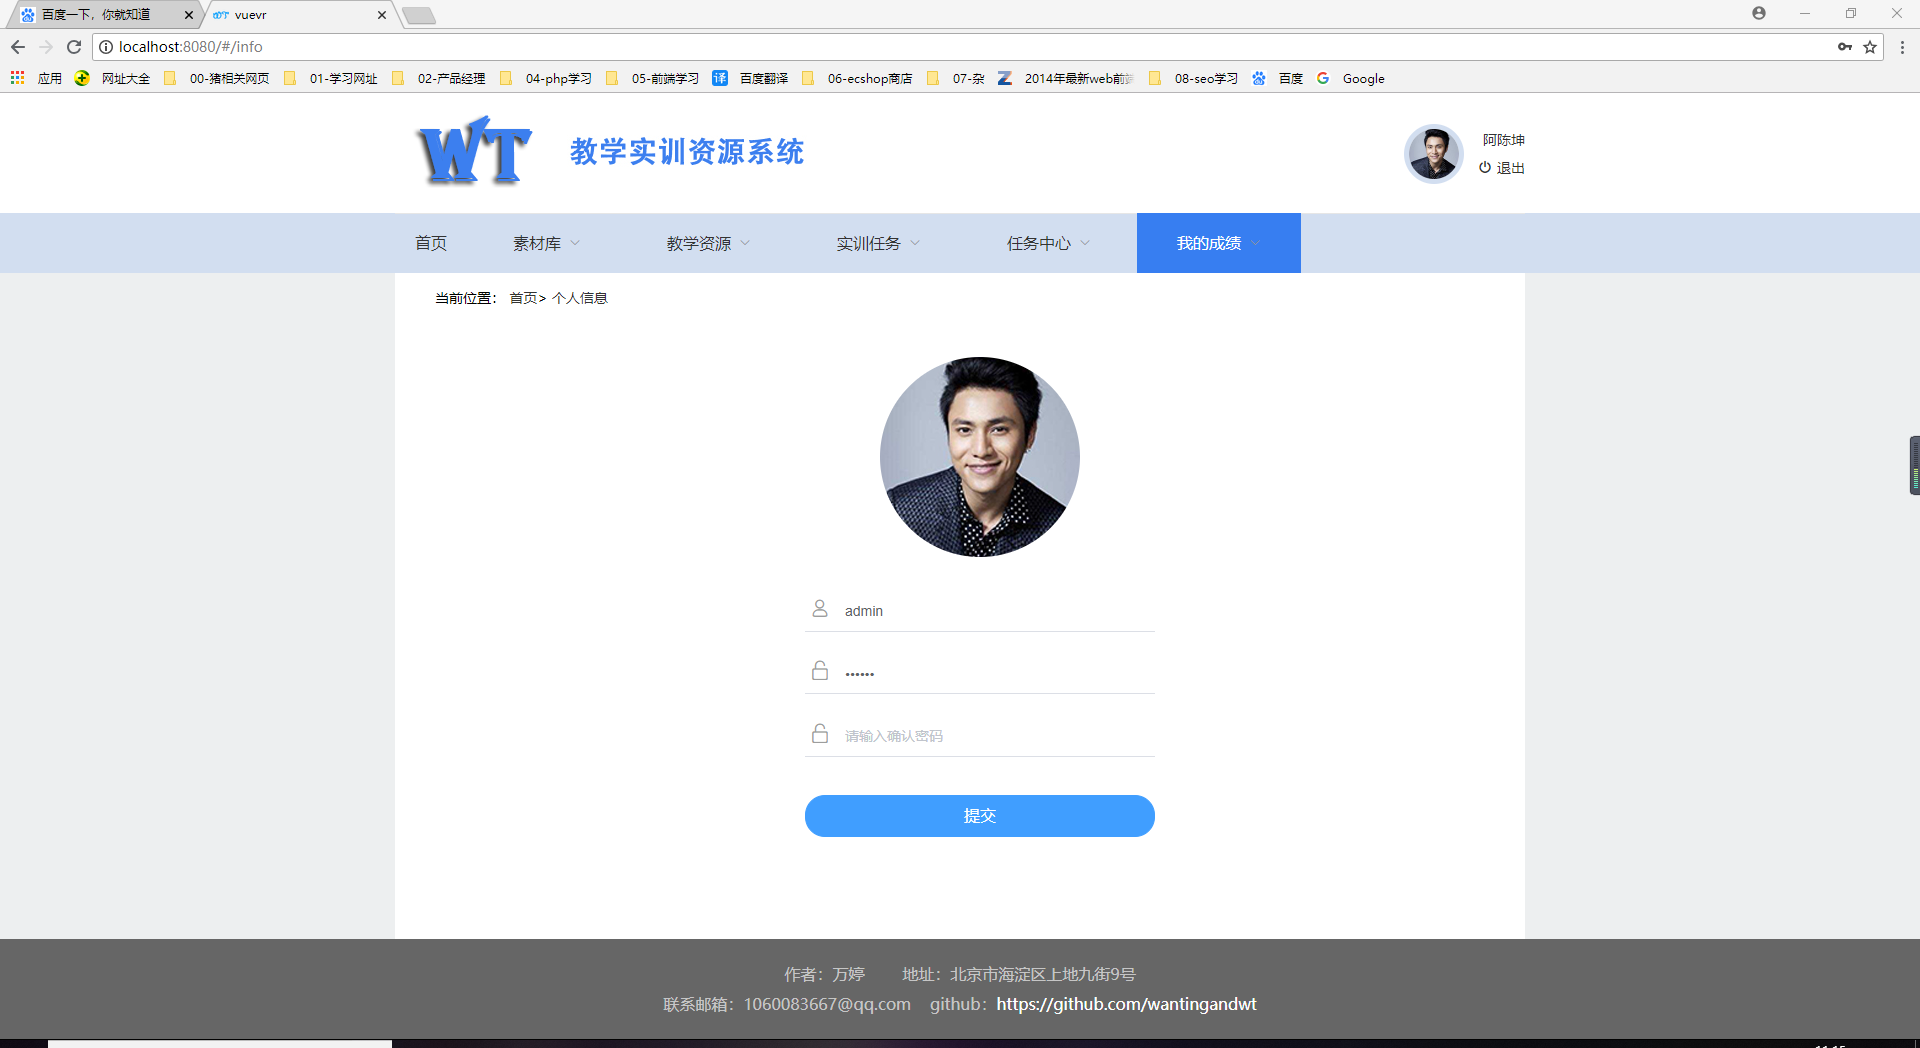 百度一下，你就知道
vuevr
localhost:8080/#/info
应用 网址大全 00-猪相关网页 01-学习网址 02-产品经理 04-php学习 05-前端学习 译 百度翻译 06-ecshop商店 07-杂 2014年最新web前 08-seo学习 百度 Google
WT 教学实训资源系统
阿陈坤
退出
首页 素材库 教学资源 实训任务 任务中心 我的成绩
当前位置： 首页> 个人信息
admin
••••••
请输入确认密码
提交
作者：万婷 地址：北京市海淀区上地九街9号
联系邮箱：1060083667@qq.com github：https://github.com/wantingandwt